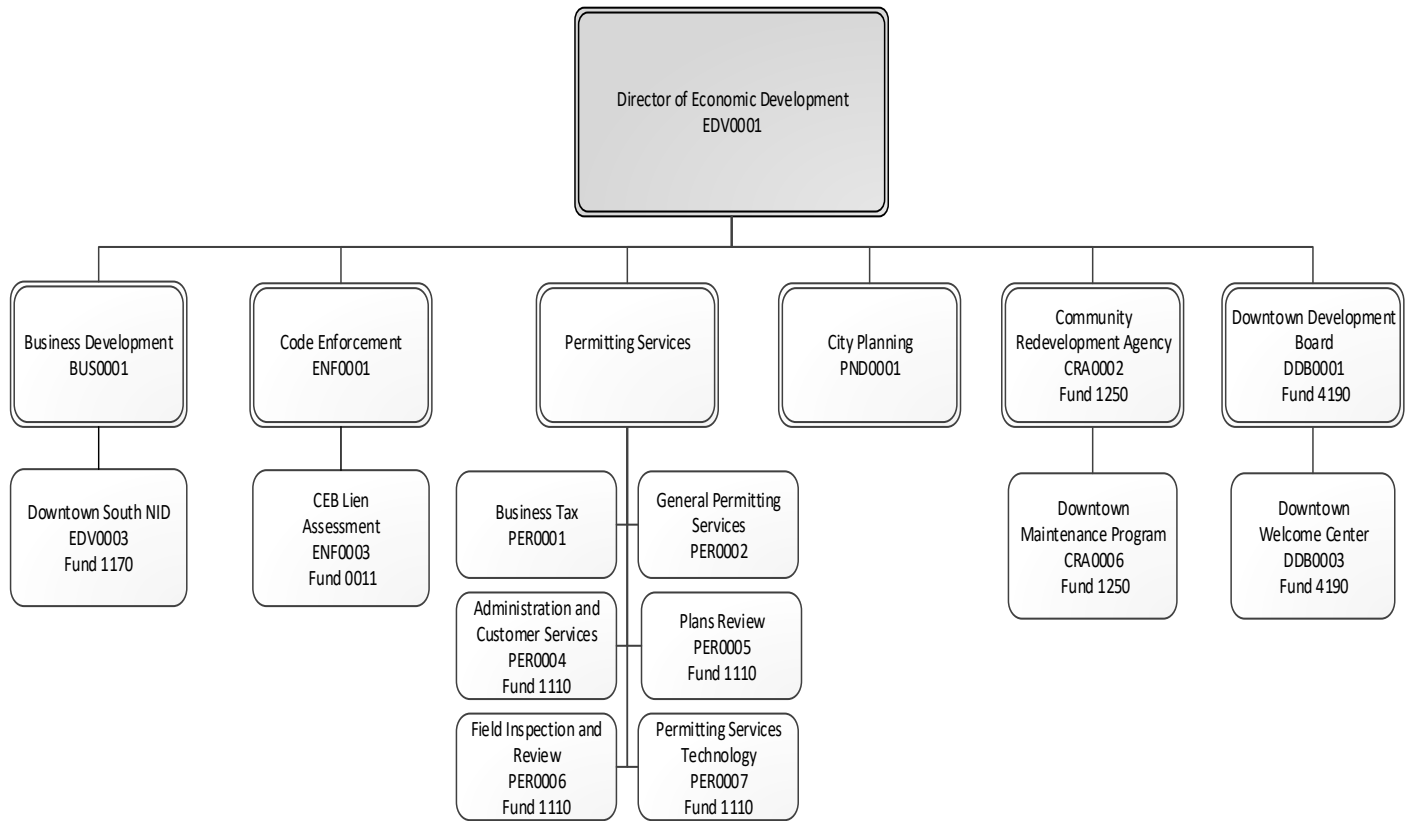 Director of Economic Development
EDV0001
Business Development
BUS0001
Code Enforcement
ENF0001
Permitting Services
City Planning
PND0001
Community
Redevelopment Agency
CRA0002
Fund 1250
Downtown Development
Board
DDB0001
Fund 4190
Downtown South NID
EDV0003
Fund 1170
CEB Lien
Assessment
ENF0003
Fund 0011
Business Tax
PER0001
General Permitting
Services
PER0002
Administration and
Customer Services
PER0004
Fund 1110
Plans Review
PER0005
Fund 1110
Field Inspection and
Review
PER0006
Fund 1110
Permitting Services
Technology
PER0007
Fund 1110
Downtown
Maintenance Program
CRA0006
Fund 1250
Downtown
Welcome Center
DDB0003
Fund 4190